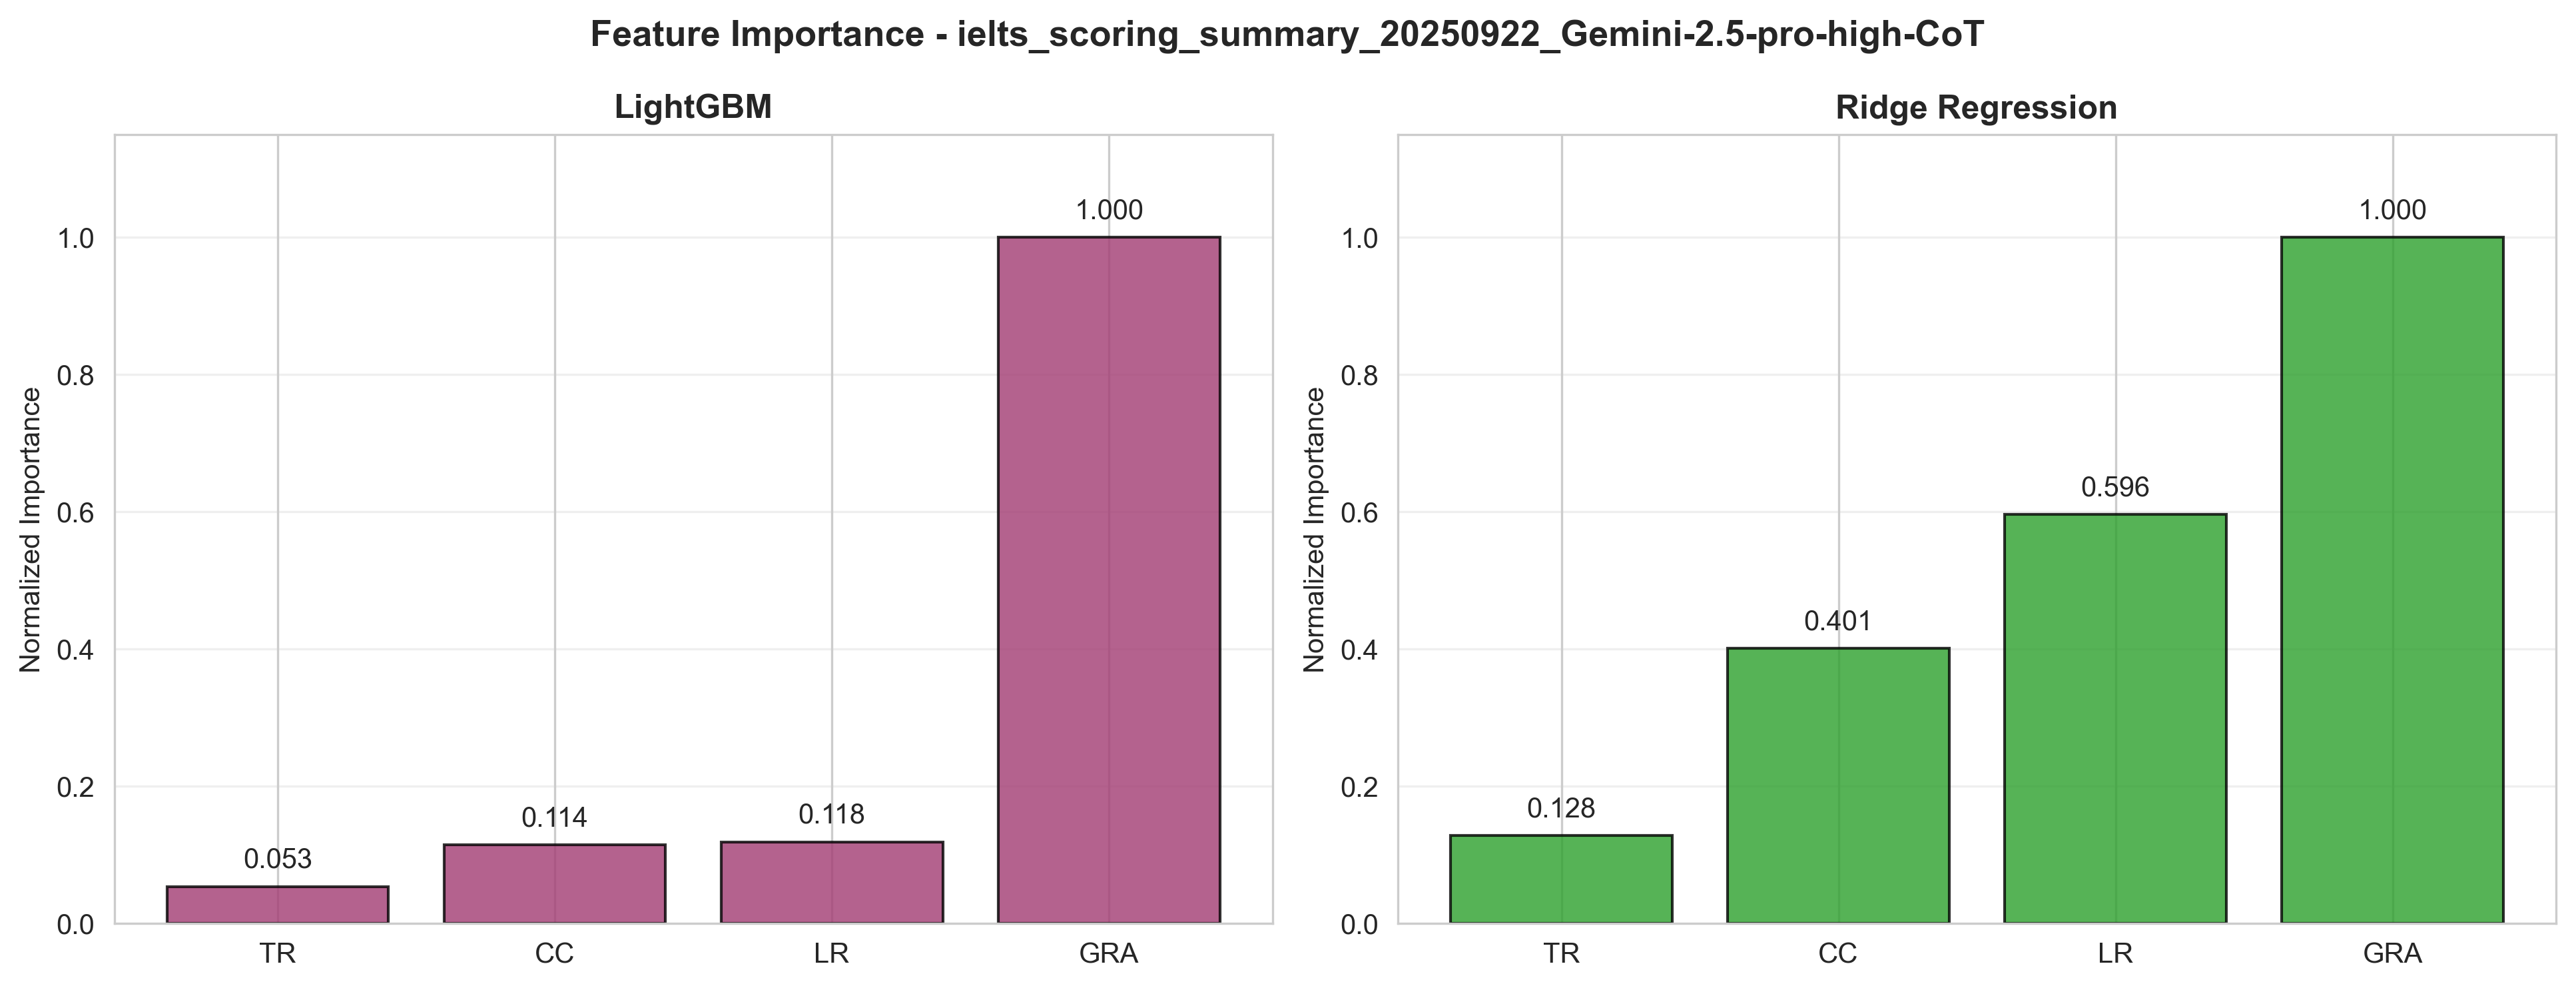 Feature Importance - ielts_scoring_summary_20250922_Gemini-2.5-pro-high-CoT
LightGBM
Normalized Importance
1.0
0.8
0.6
0.4
0.2
0.0
0.053
0.114
0.118
1.000
TR
CC
LR
GRA
Ridge Regression
Normalized Importance
1.0
0.8
0.6
0.4
0.2
0.0
0.128
0.401
0.596
1.000
TR
CC
LR
GRA